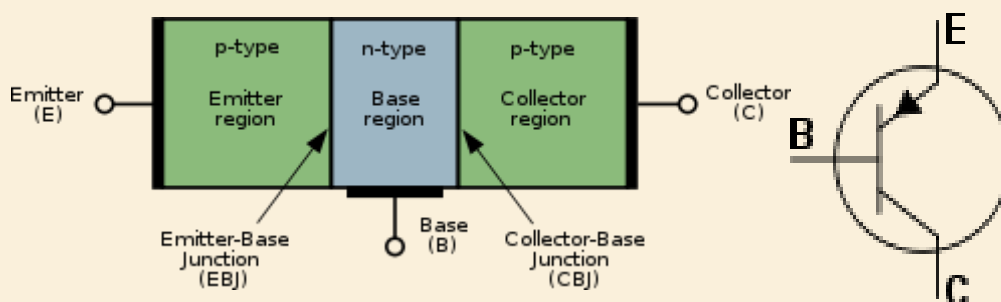 p-type
n-type
p-type
E
Emitter
(E)
Emitter
region
Base
region
Collector
region
Collector
(C)
B
Emitter-Base
Junction
(EBJ)
Base
(B)
Collector-Base
Junction
(CBJ)
C